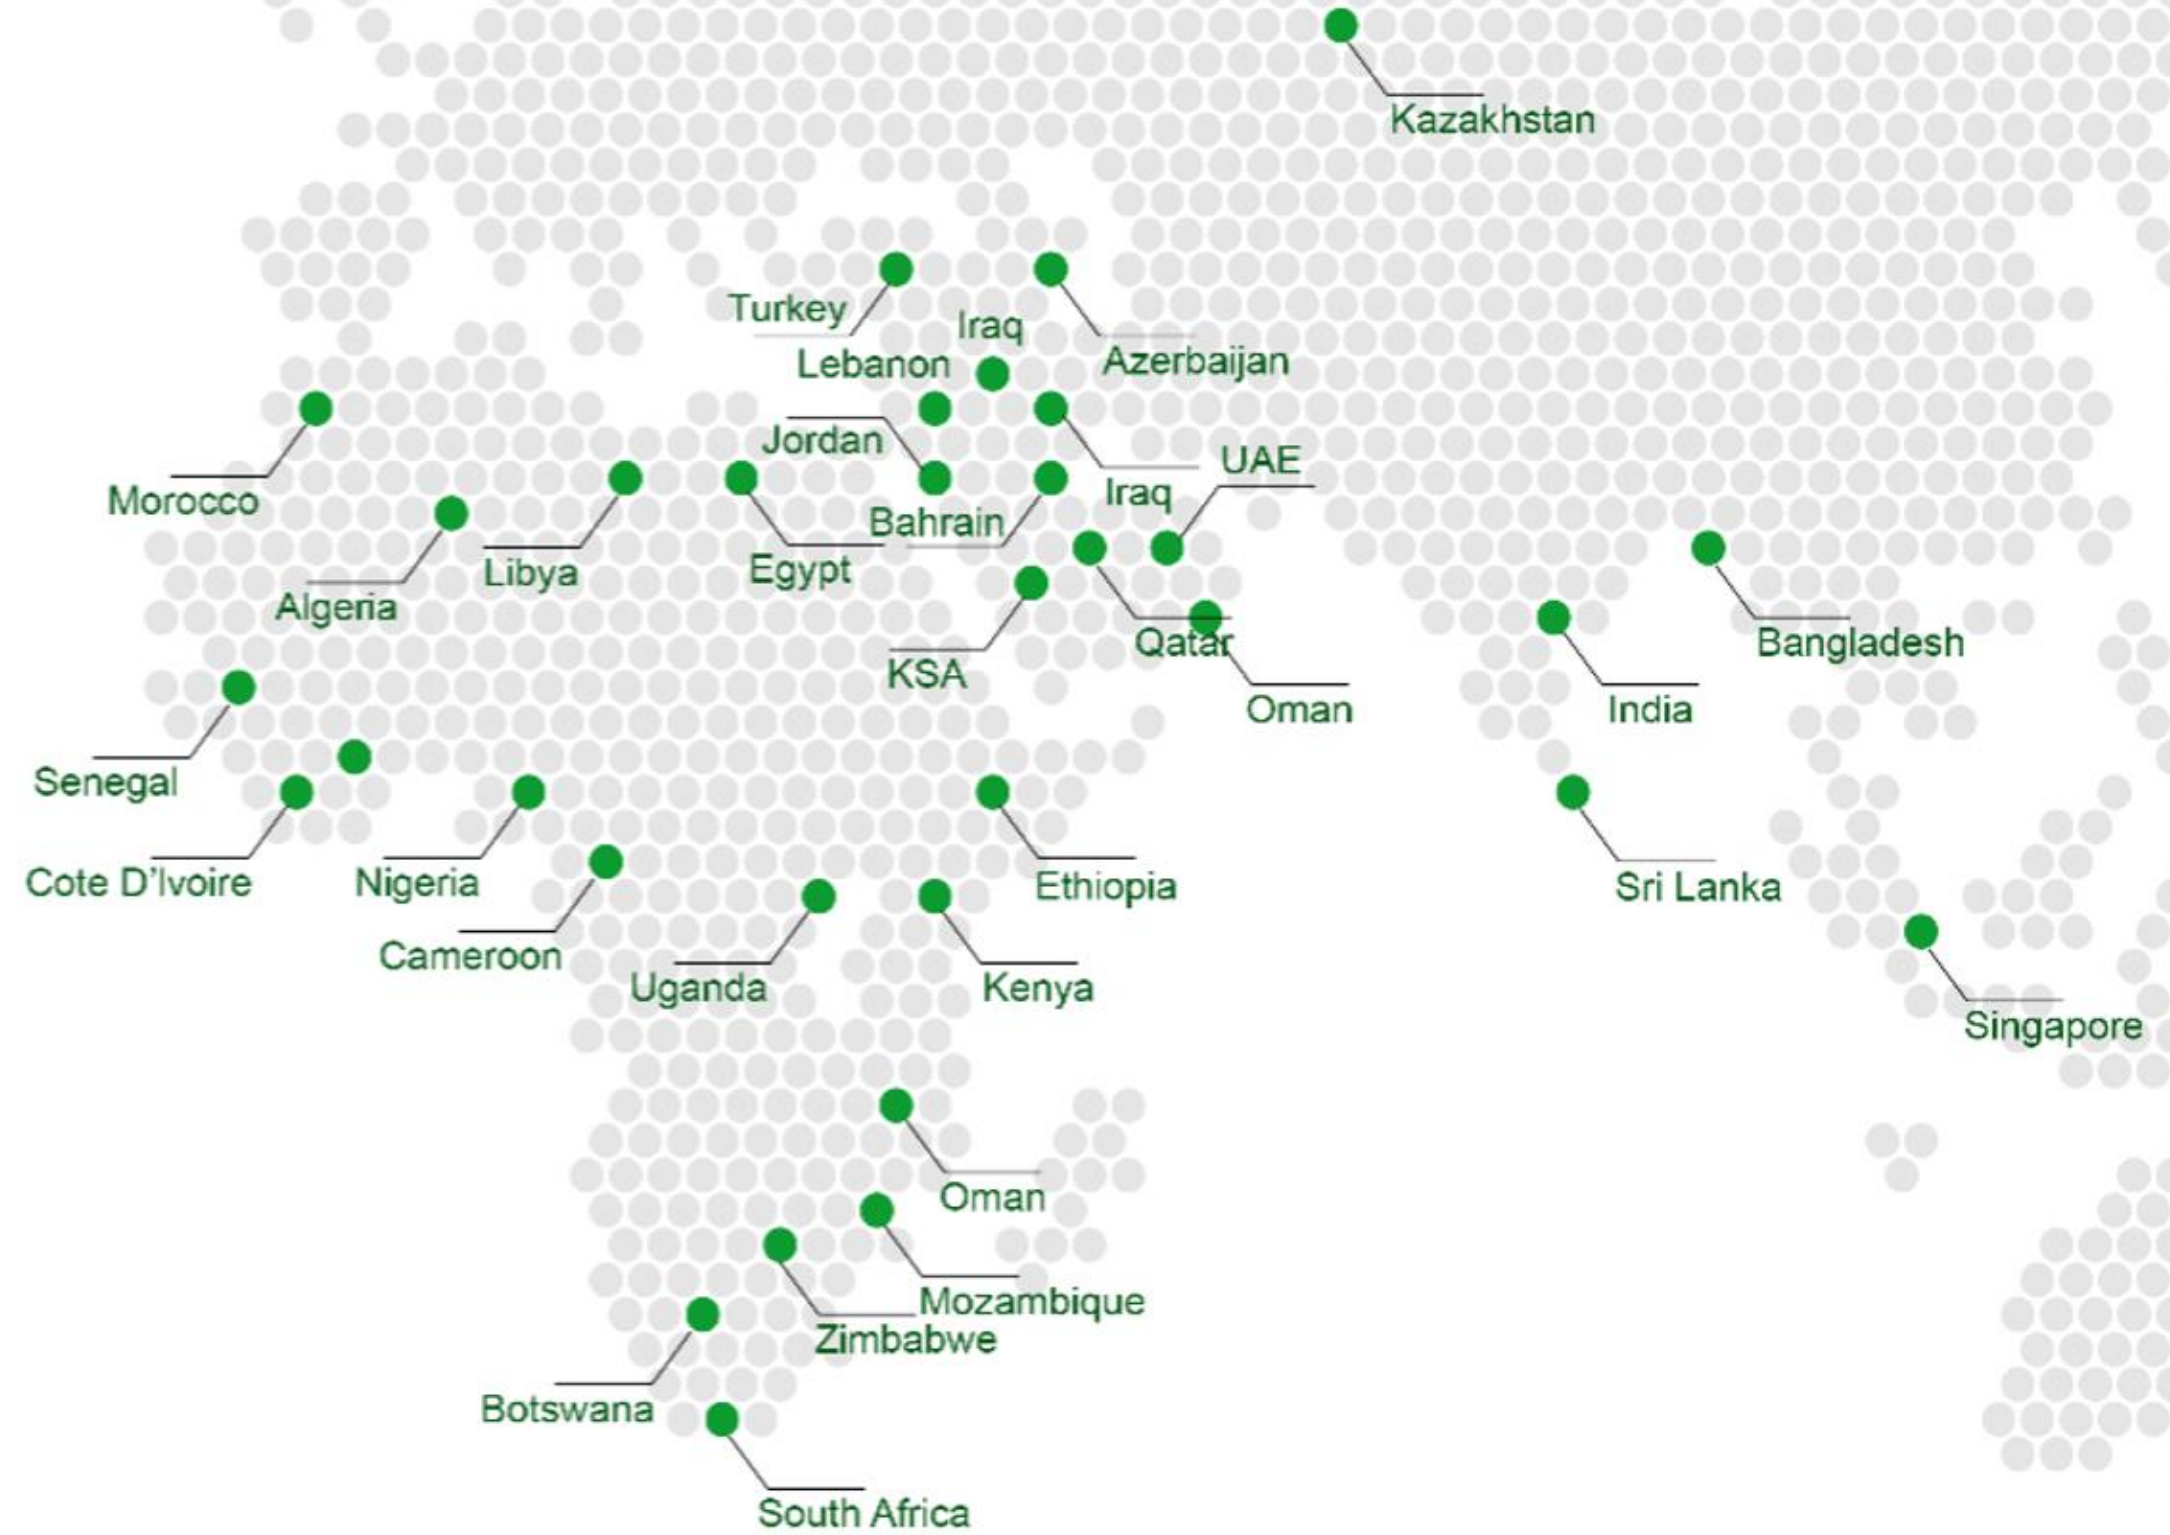 Kazakhstan
Turkey
Iraq
Lebanon
Azerbaijan
Jordan
UAE
Iraq
Morocco
Bahrain
Libya
Egypt
Algeria
Qatar
Bangladesh
KSA
Oman
India
Senegal
Cote D'Ivoire
Nigeria
Ethiopia
Sri Lanka
Cameroon
Uganda
Kenya
Singapore
Oman
Mozambique
Zimbabwe
Botswana
South Africa